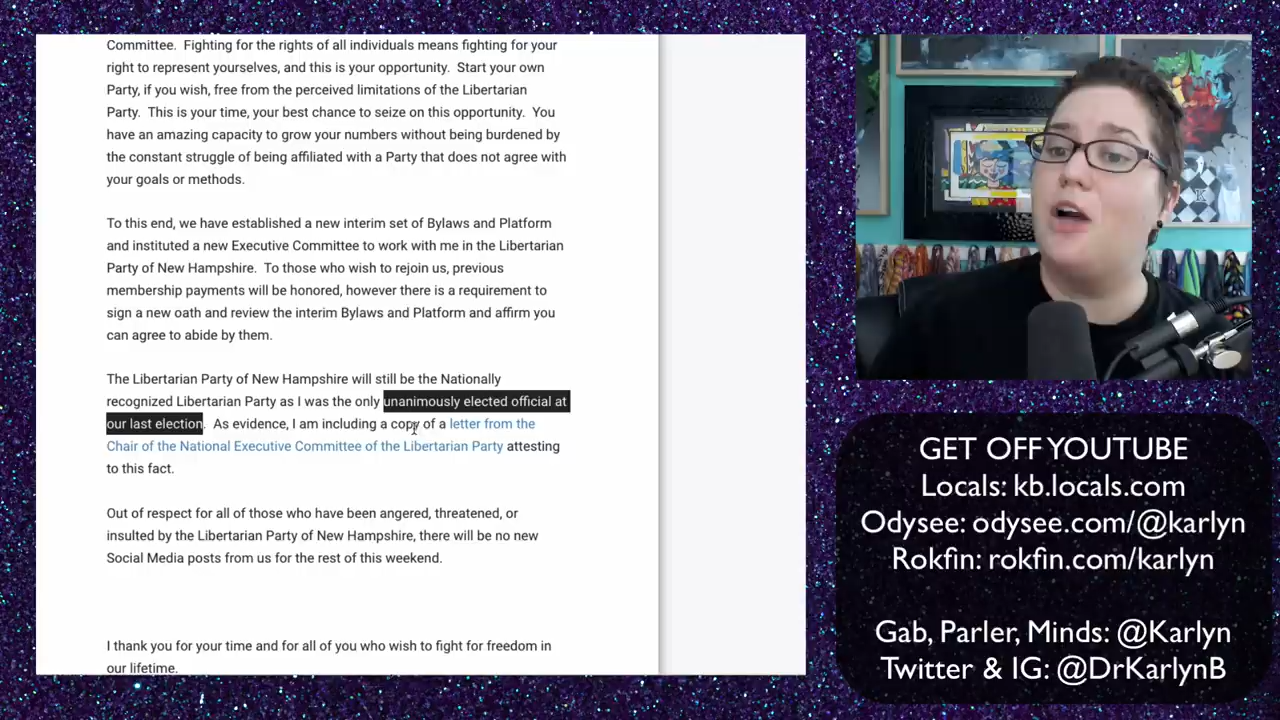 Committee.  Fighting for the rights of all individuals means fighting for your
right to represent yourselves, and this is your opportunity.  Start your own
Party, if you wish, free from the perceived limitations of the Libertarian
Party.  This is your time, your best chance to seize on this opportunity.  You
have an amazing capacity to grow your numbers without being burdened by
the constant struggle of being affiliated with a Party that does not agree with
your goals or methods.
To this end, we have established a new interim set of Bylaws and Platform
and instituted a new Executive Committee to work with me in the Libertarian
Party of New Hampshire.  To those who wish to rejoin us, previous
membership payments will be honored, however there is a requirement to
sign a new oath and review the interim Bylaws and Platform and affirm you
can agree to abide by them.
The Libertarian Party of New Hampshire will still be the Nationally
recognized Libertarian Party as I was the only unanimously elected official at
our last election.  As evidence, I am including a copy of a letter from the
Chair of the National Executive Committee of the Libertarian Party attesting
to this fact.
Out of respect for all of those who have been angered, threatened, or
insulted by the Libertarian Party of New Hampshire, there will be no new
Social Media posts from us for the rest of this weekend.
I thank you for your time and for all of you who wish to fight for freedom in
our lifetime.
GET OFF YOUTUBE
Locals: kb.locals.com
Odysee: odysee.com/@karlyn
Rokfin: rokfin.com/karlyn
Gab, Parler, Minds: @Karlyn
Twitter & IG: @DrKarlynB